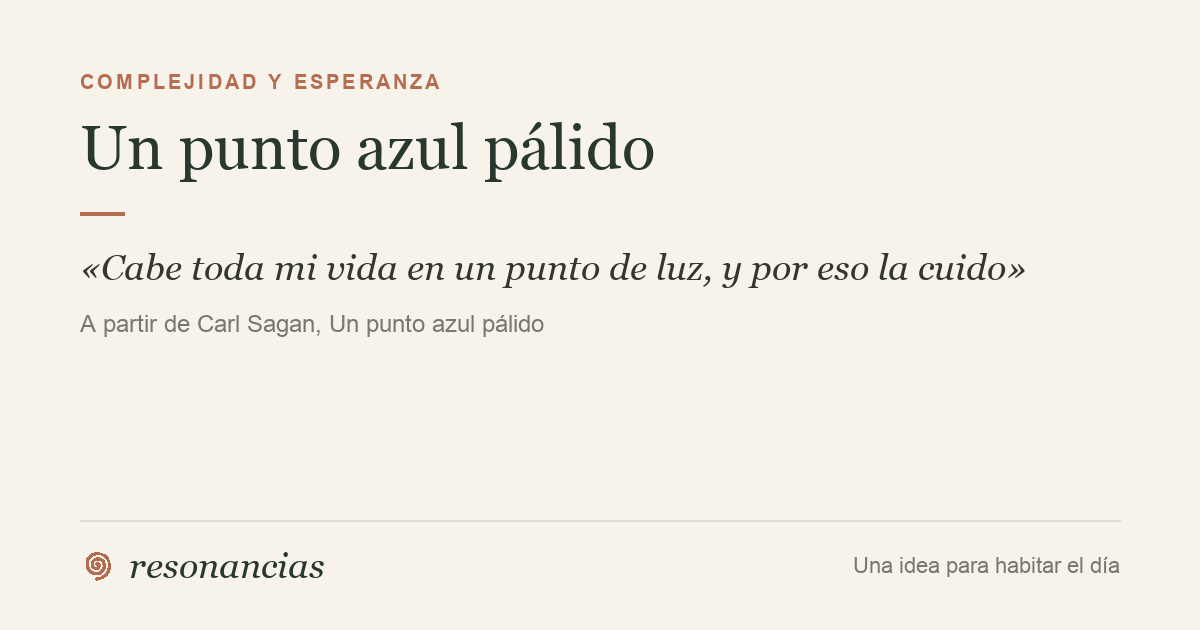 COMPLEJIDAD Y ESPERANZA
Un punto azul pálido
«Cabe toda mi vida en un punto de luz, y por eso la cuido»
A partir de Carl Sagan, Un punto azul pálido
resonancias
Una idea para habitar el día